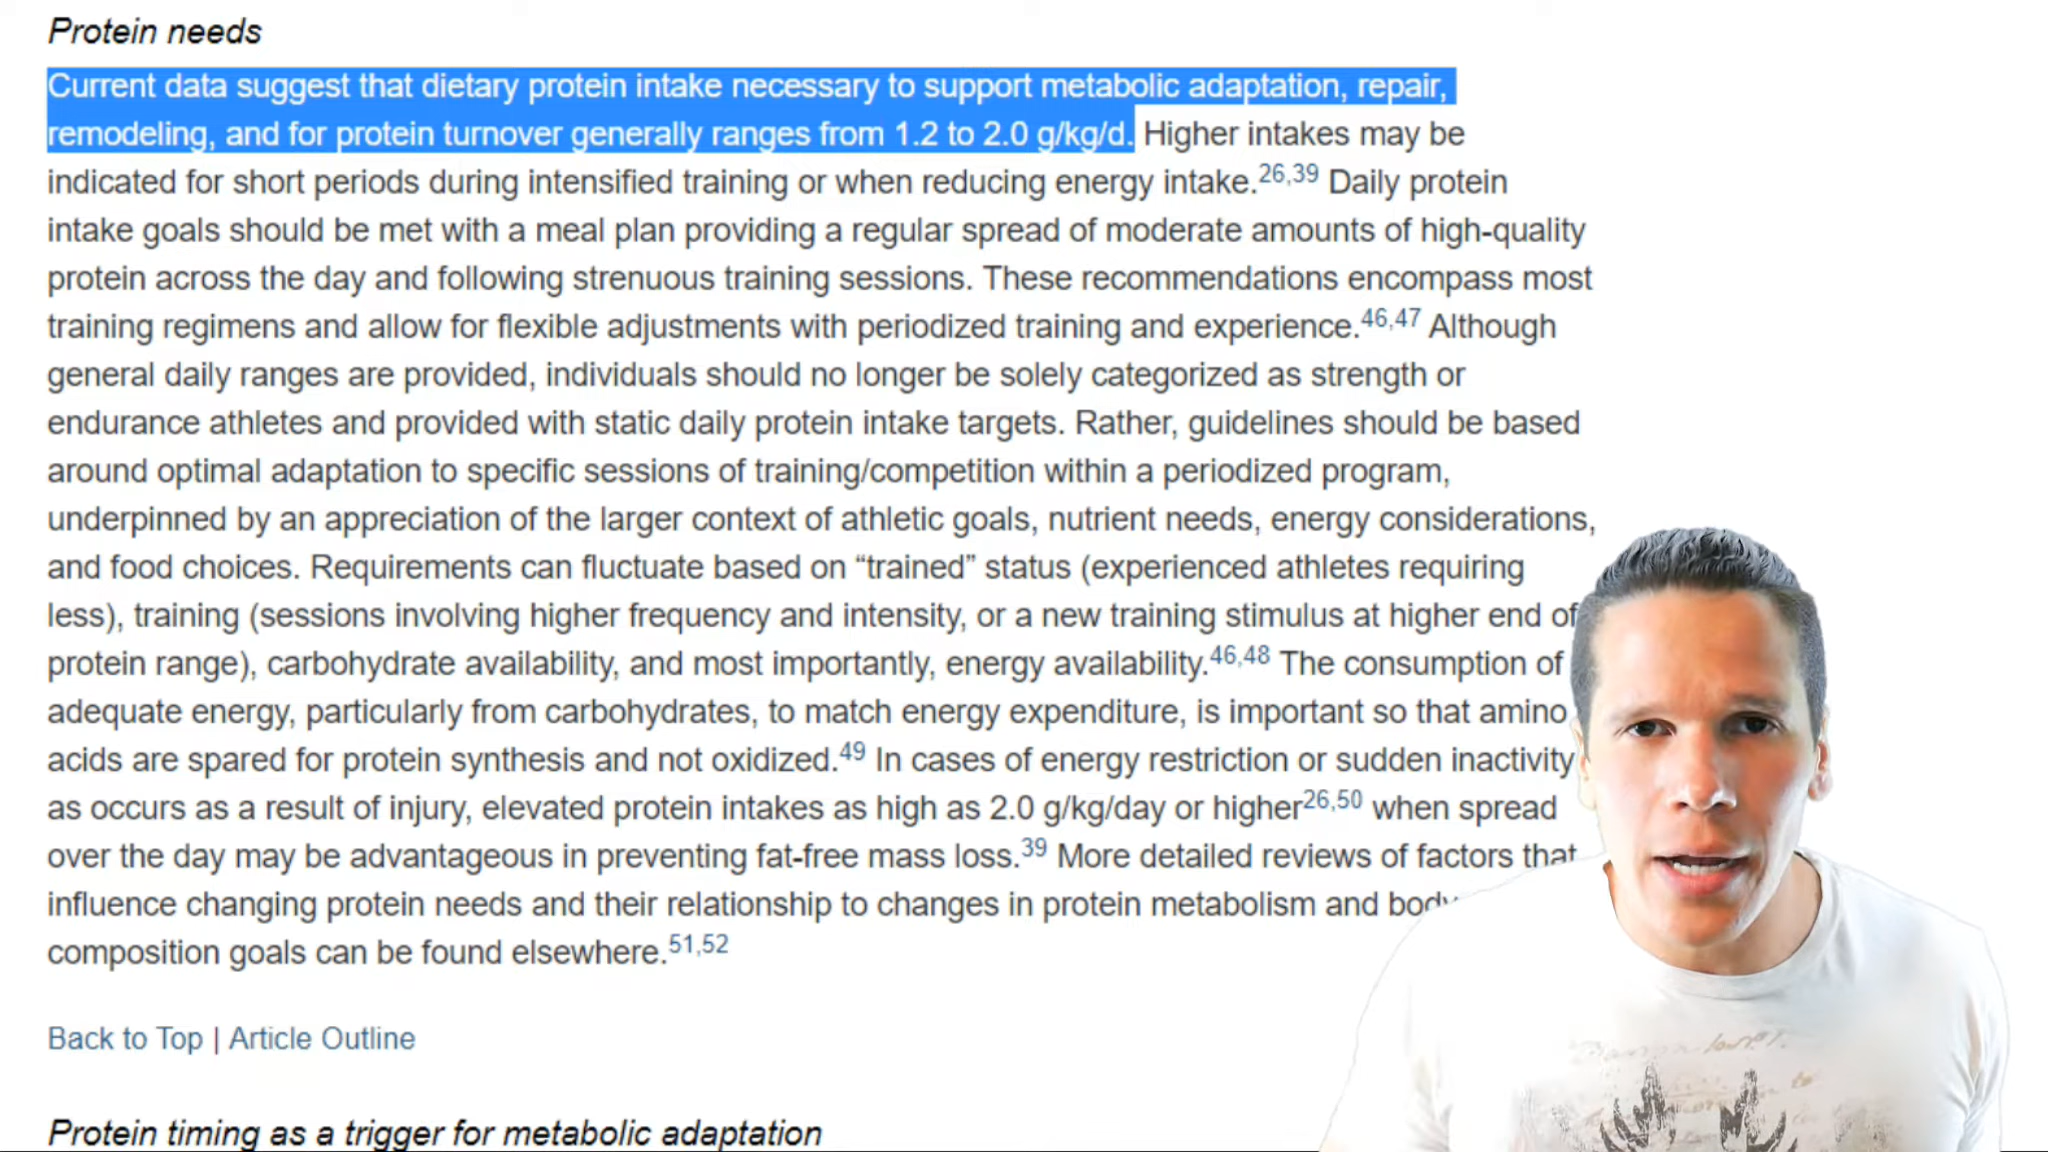 Protein needs
Current data suggest that dietary protein intake necessary to support metabolic adaptation, repair,
remodeling, and for protein turnover generally ranges from 1.2 to 2.0 g/kg/d. Higher intakes may be
indicated for short periods during intensified training or when reducing energy intake.26,39 Daily protein
intake goals should be met with a meal plan providing a regular spread of moderate amounts of high-quality
protein across the day and following strenuous training sessions. These recommendations encompass most
training regimens and allow for flexible adjustments with periodized training and experience.46,47 Although
general daily ranges are provided, individuals should no longer be solely categorized as strength or
endurance athletes and provided with static daily protein intake targets. Rather, guidelines should be based
around optimal adaptation to specific sessions of training/competition within a periodized program,
underpinned by an appreciation of the larger context of athletic goals, nutrient needs, energy considerations,
and food choices. Requirements can fluctuate based on “trained” status (experienced athletes requiring
less), training (sessions involving higher frequency and intensity, or a new training stimulus at higher end of
protein range), carbohydrate availability, and most importantly, energy availability.46,48 The consumption of
adequate energy, particularly from carbohydrates, to match energy expenditure, is important so that amino
acids are spared for protein synthesis and not oxidized.49 In cases of energy restriction or sudden inactivity
as occurs as a result of injury, elevated protein intakes as high as 2.0 g/kg/day or higher26,50 when spread
over the day may be advantageous in preventing fat-free mass loss.39 More detailed reviews of factors that
influence changing protein needs and their relationship to changes in protein metabolism and body
composition goals can be found elsewhere.51,52
Back to Top | Article Outline
Protein timing as a trigger for metabolic adaptation